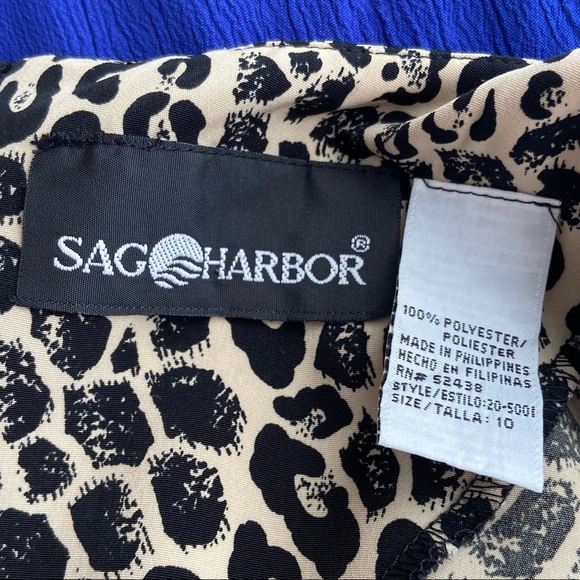 SAG HARBOR®
100% POLYESTER/
POLIESTER
MADE IN PHILIPPINES
HECHO EN FILIPINAS
RN# 52438
STYLE/ESTILO:20-5001
SIZE/TALLA: 10